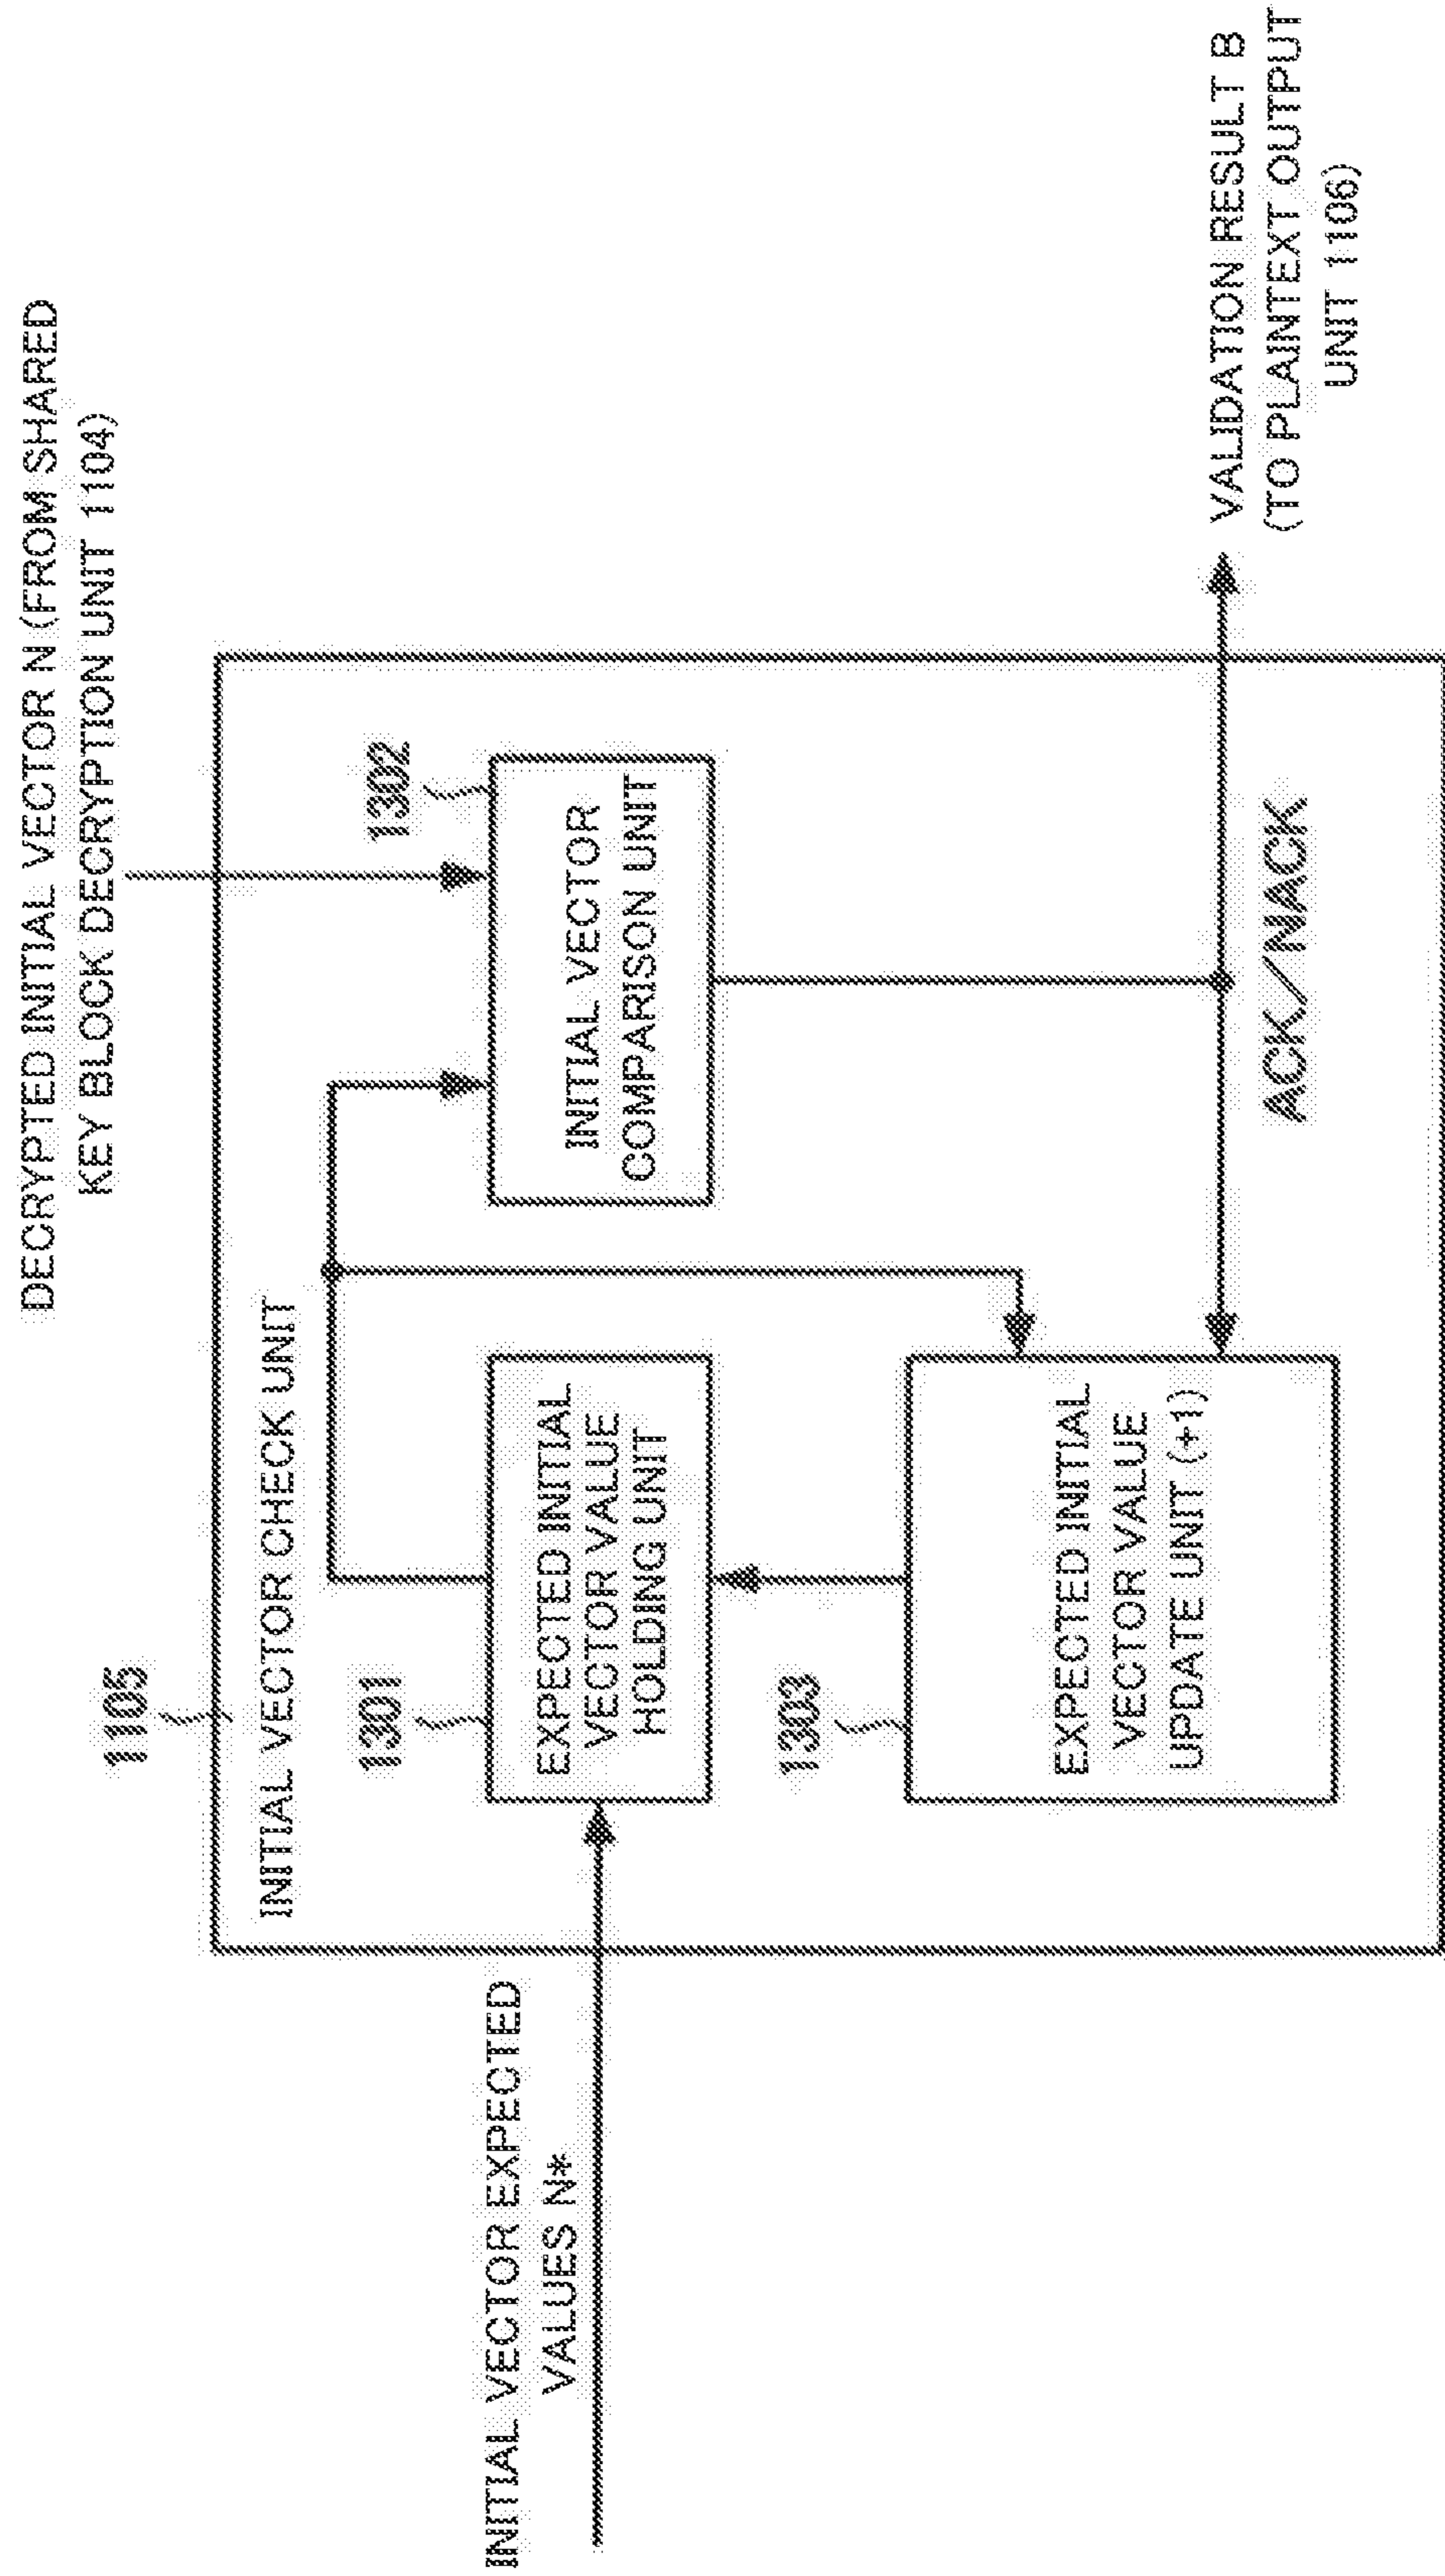 DECRYPTED INITIAL VECTOR N (FROM SHARED
KEY BLOCK DECRYPTION UNIT 1104)
1105
INITIAL VECTOR CHECK UNIT
1301
1302
INITIAL VECTOR EXPECTED
VALUES N*
EXPECTED INITIAL
VECTOR VALUE
HOLDING UNIT
INITIAL VECTOR
COMPARISON UNIT
1303
EXPECTED INITIAL
VECTOR VALUE
UPDATE UNIT (+1)
ACK/NACK
VALIDATION RESULT B
(TO PLAINTEXT OUTPUT
UNIT 1106)